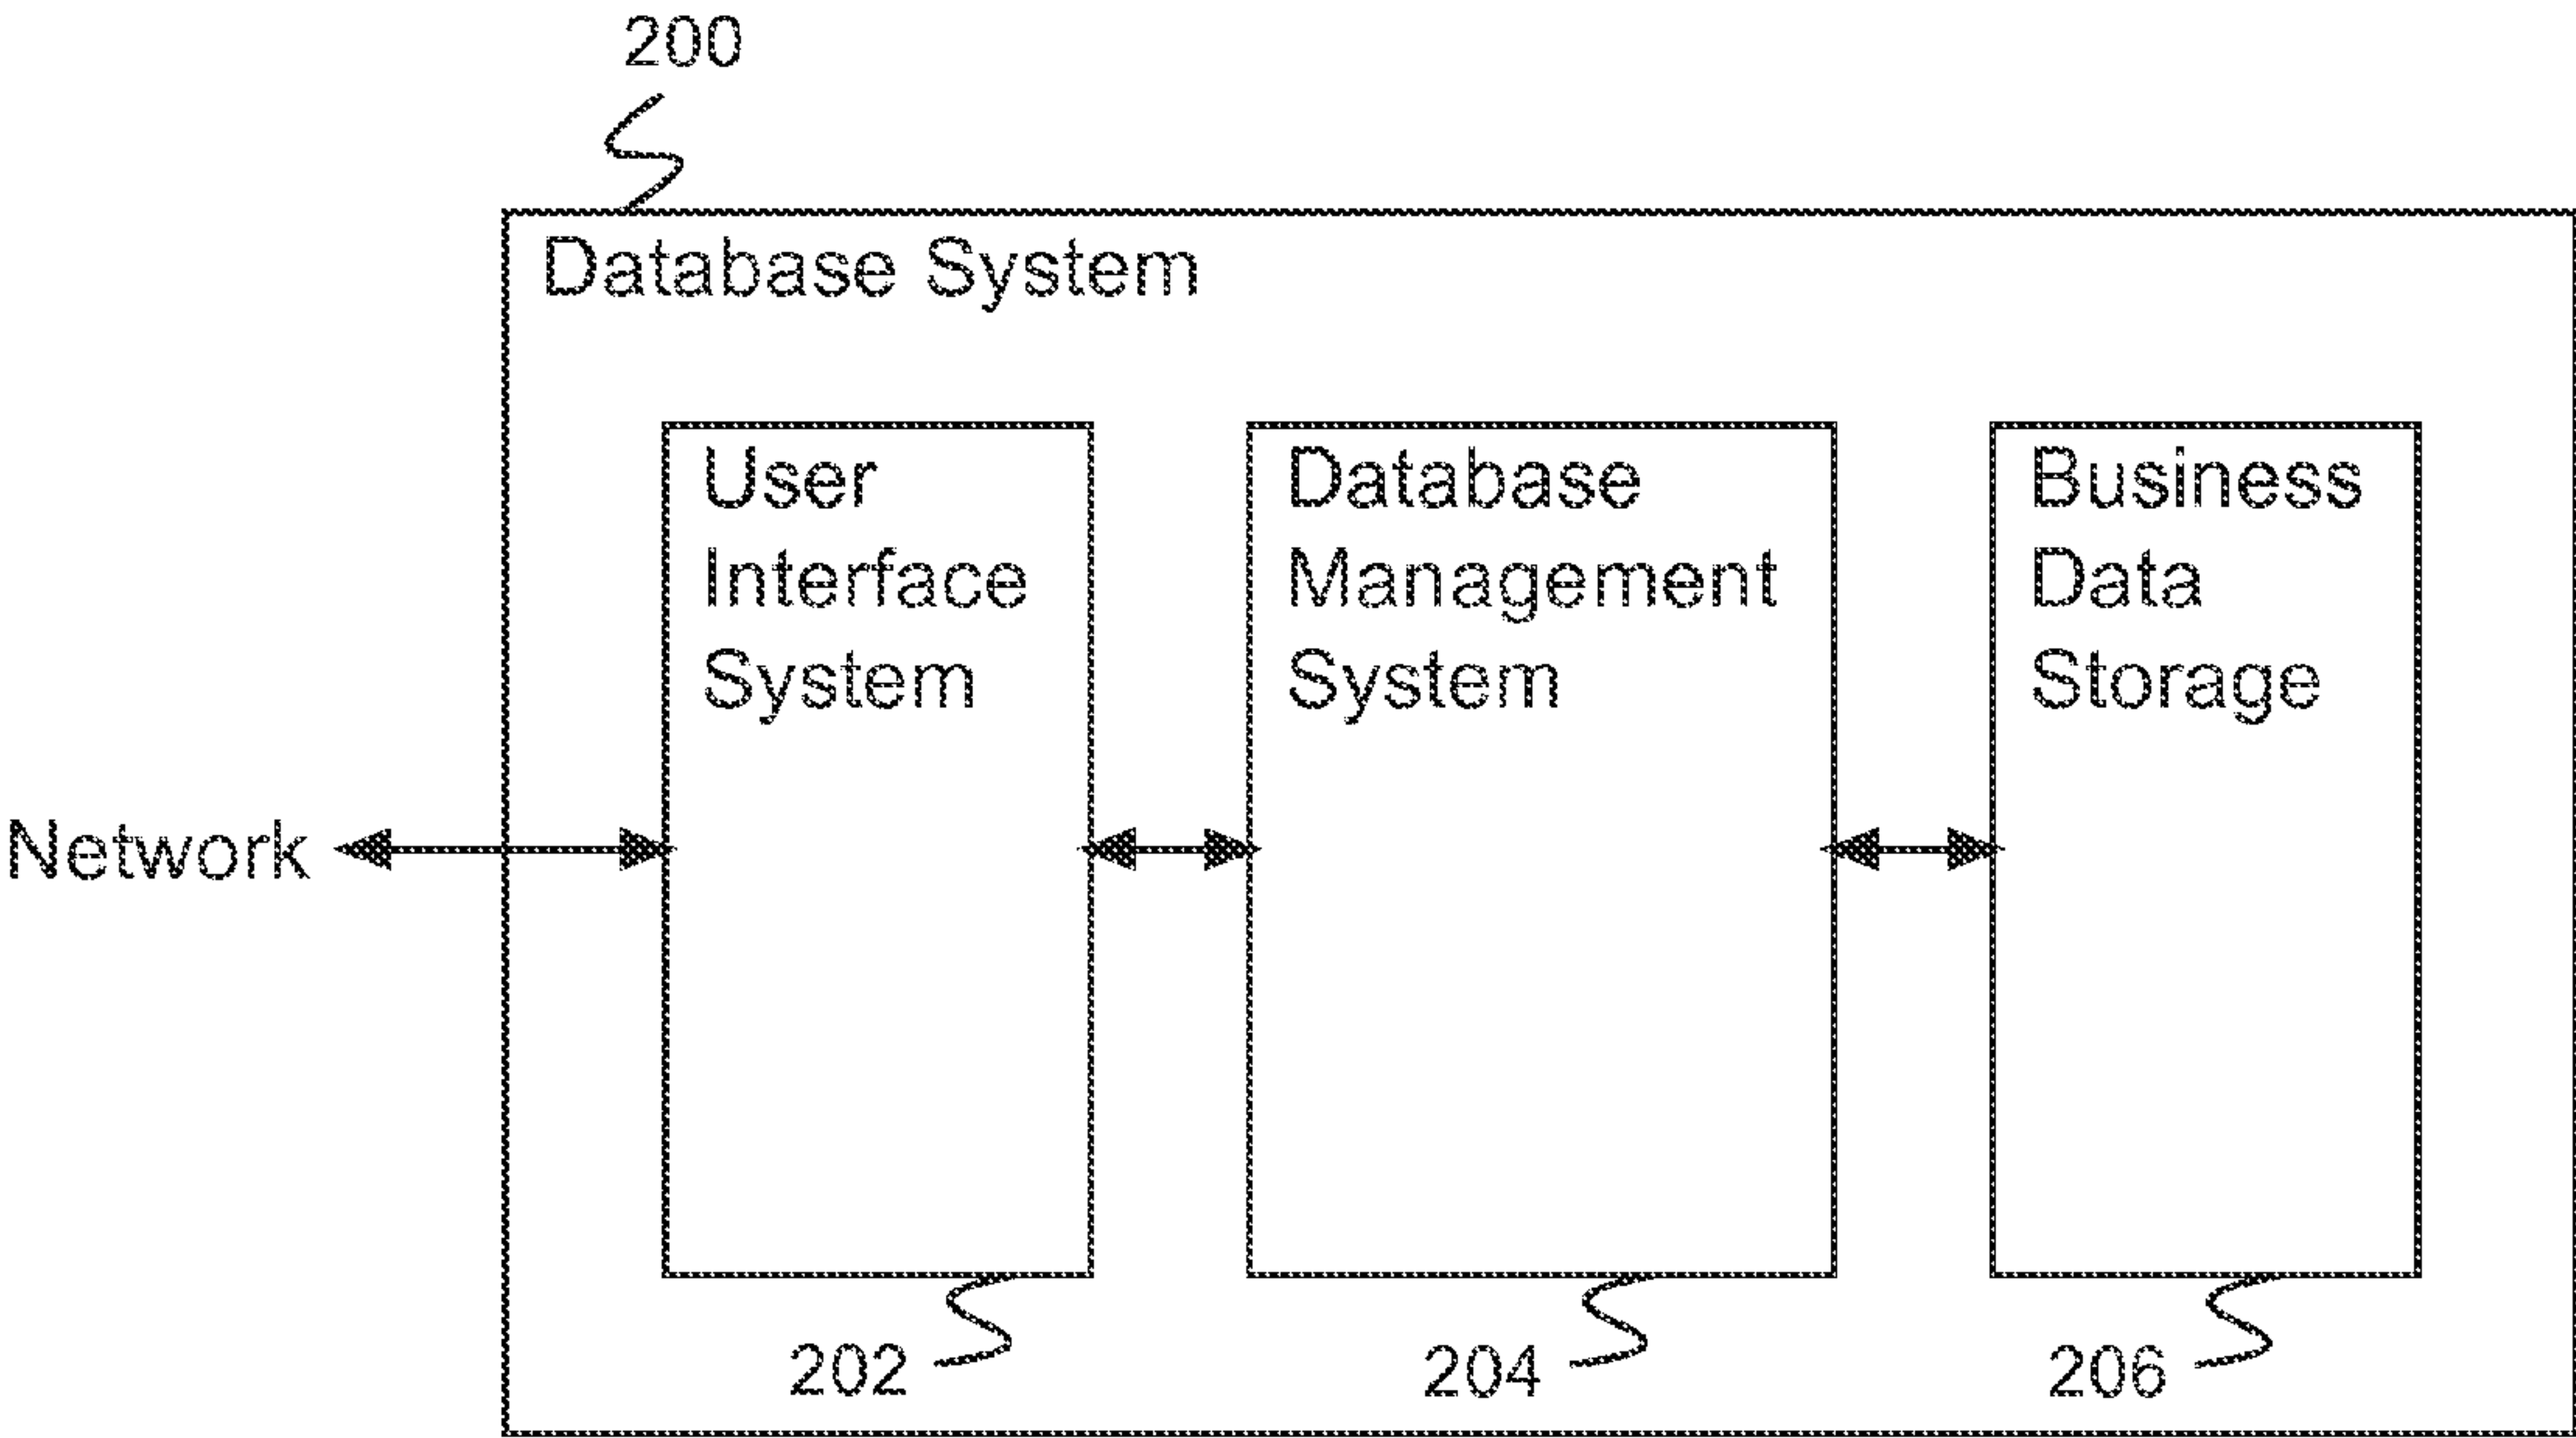 200
Database System
User
Interface
System
Database
Management
System
Business
Data
Storage
Network
202
204
206